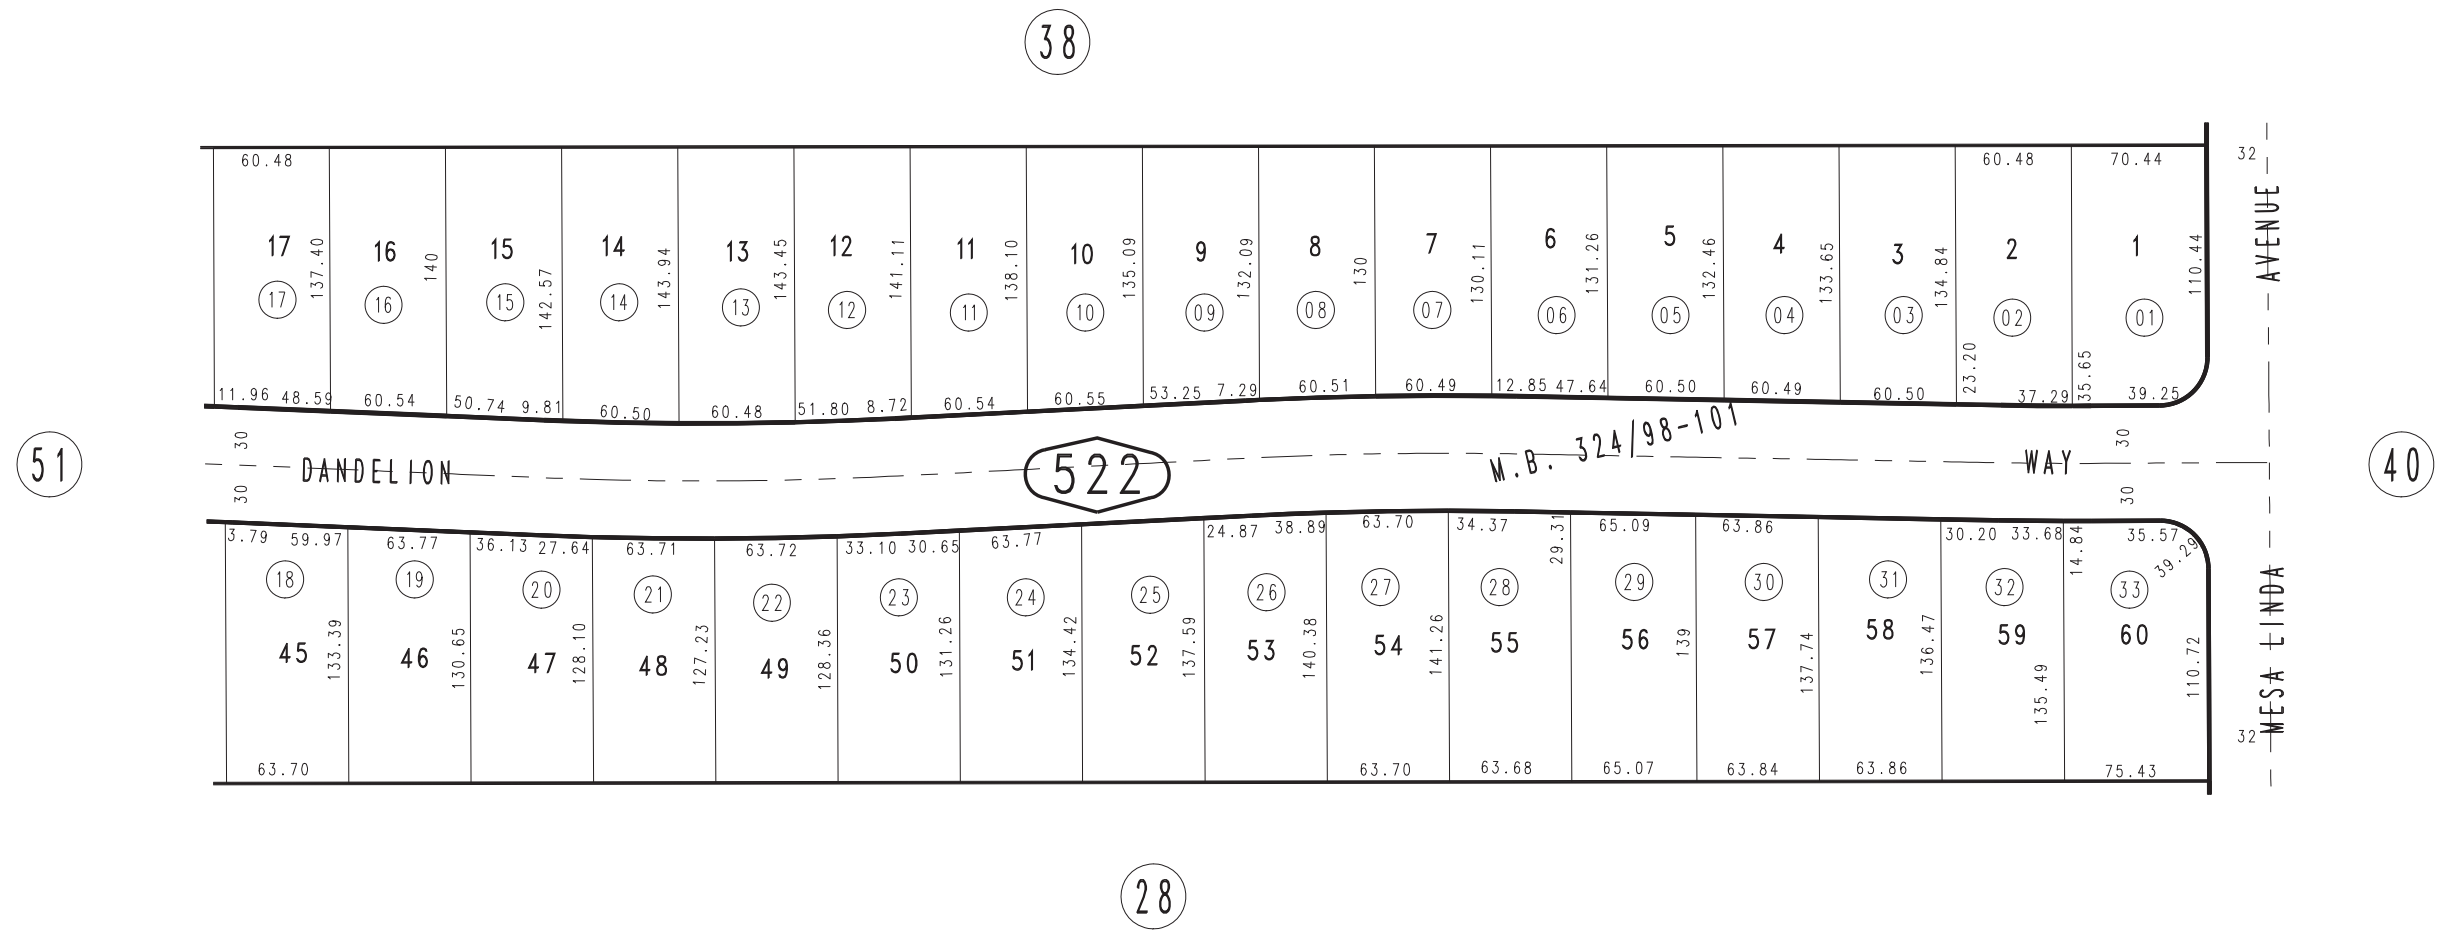 38
60.48 60.48 70.44 32
17 16 15 14 13 12 11 10 9 8 7 6 5 4 3 2 1
137.40 140 142.57 143.94 143.45 141.11 138.10 135.09 132.09 130 130.11 131.26 132.46 133.65 134.84 110.44
AVENUE
17 16 15 14 13 12 11 10 09 08 07 06 05 04 03 02 01
23.20 35.65
11.96 48.59 60.54 50.74 9.81 60.50 60.48 51.80 8.72 60.54 60.55 53.25 7.29 60.51 60.49 12.85 47.64 60.50 60.49 60.50 37.29 39.25
30 30
51 DANDELION 522 M.B. 324/98-101 WAY 40
30 30
3.79 59.97 63.77 36.13 27.64 63.71 63.72 33.10 30.65 63.77 24.87 38.89 63.70 34.37 29.31 65.09 63.86 30.20 33.68 14.84 35.57 39.29
18 19 20 21 22 23 24 25 26 27 28 29 30 31 32 33
45 46 47 48 49 50 51 52 53 54 55 56 57 58 59 60
133.39 130.65 128.10 127.23 128.36 131.26 134.42 137.59 140.38 141.26 139 137.74 136.47 135.49 110.72
MESA LINDA
32
63.70 63.70 63.68 65.07 63.84 63.86 75.43
28